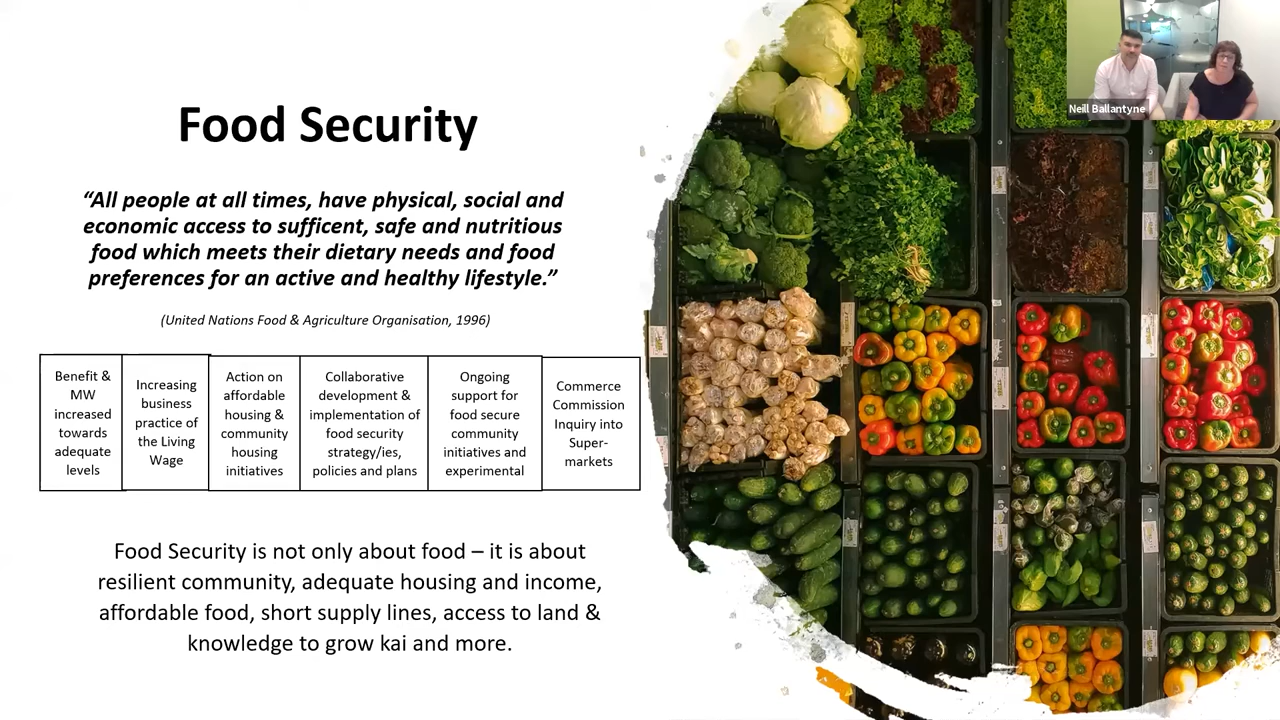 Food Security
“All people at all times, have physical, social and
economic access to sufficent, safe and nutritious
food which meets their dietary needs and food
preferences for an active and healthy lifestyle.”
(United Nations Food & Agriculture Organisation, 1996)
Benefit &
MW
increased
towards
adequate
levels
Increasing
business
practice of
the Living
Wage
Action on
affordable
housing &
community
housing
initiatives
Collaborative
development &
implementation of
food security
strategy/ies,
policies and plans
Ongoing
support for
food secure
community
initiatives and
experimental
Commerce
Commission
Inquiry into
Super-
markets
Food Security is not only about food – it is about
resilient community, adequate housing and income,
affordable food, short supply lines, access to land &
knowledge to grow kai and more.
Neill Ballantyne